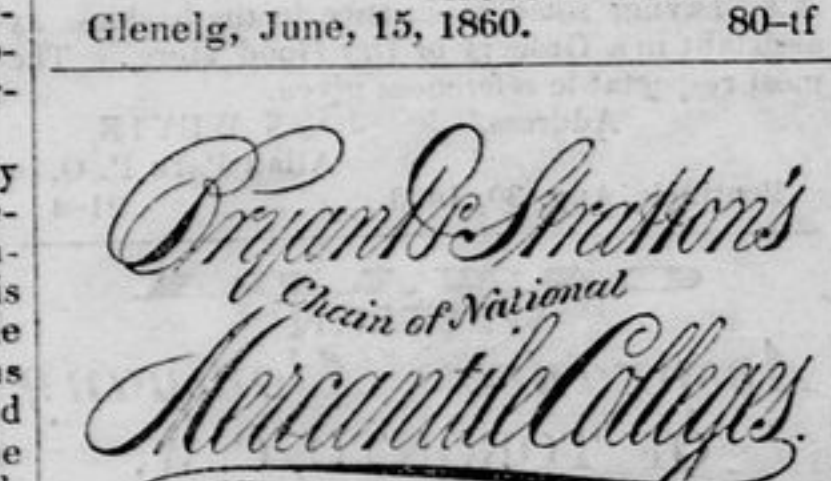 Glenelg, June, 15, 1860. 80-tf
Bryant & Stratton's
Chain of National
Mercantile Colleges.